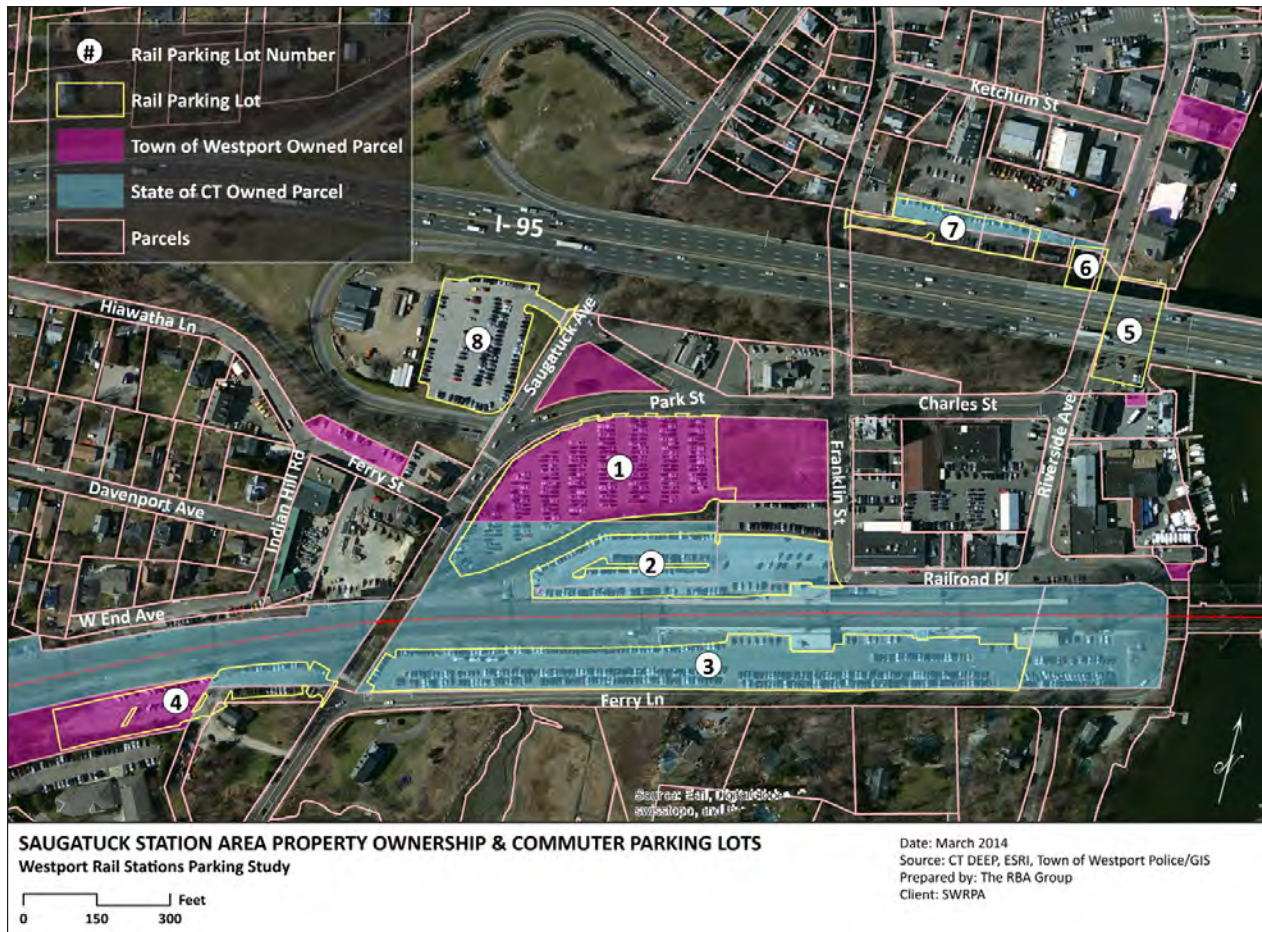 # Rail Parking Lot Number
Rail Parking Lot
Town of Westport Owned Parcel
State of CT Owned Parcel
Parcels
Ketchum St
I-95
7
6
5
Hiawatha Ln
8
Saugatuck Ave
Park St
Charles St
Riverside Ave
Ferry St
Indian Hill Rd
Davenport Ave
1
Franklin St
2
Railroad Pl
W End Ave
3
4
Ferry Ln
Source: Esri,
swisstopo, and
SAUGATUCK STATION AREA PROPERTY OWNERSHIP & COMMUTER PARKING LOTS
Westport Rail Stations Parking Study
Feet
0 150 300
Date: March 2014
Source: CT DEEP, ESRI, Town of Westport Police/GIS
Prepared by: The RBA Group
Client: SWRPA